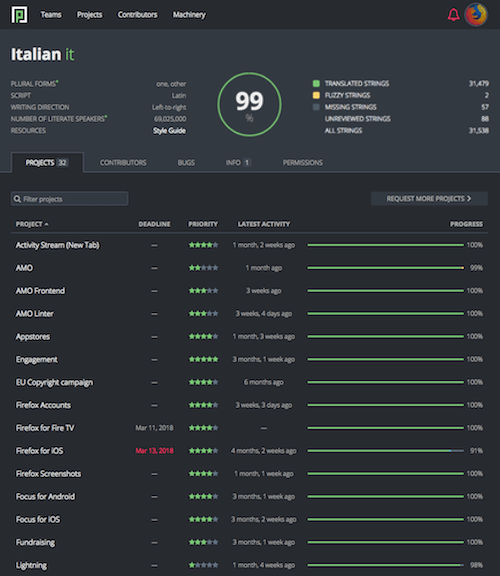 Teams Projects Contributors Machinery
Italian it
PLURAL FORMS* one, other
SCRIPT Latin
WRITING DIRECTION Left-to-right
NUMBER OF LITERATE SPEAKERS* 69,025,000
RESOURCES Style Guide
99
%
TRANSLATED STRINGS 31,479
FUZZY STRINGS 2
MISSING STRINGS 57
UNREVIEWED STRINGS 88
ALL STRINGS 31,538
PROJECTS 32 CONTRIBUTORS BUGS INFO 1 PERMISSIONS
Filter projects REQUEST MORE PROJECTS
PROJECT DEADLINE PRIORITY LATEST ACTIVITY PROGRESS
Activity Stream (New Tab) — 1 month, 2 weeks ago 100%
AMO — 1 month ago 99%
AMO Frontend — 3 weeks ago 100%
AMO Linter — 3 weeks, 4 days ago 100%
Appstores — 1 month, 3 weeks ago 100%
Engagement — 3 months, 1 week ago 100%
EU Copyright campaign — 6 months ago 100%
Firefox Accounts — 3 weeks, 3 days ago 100%
Firefox for Fire TV Mar 11, 2018 — 100%
Firefox for iOS Mar 13, 2018 4 months, 2 weeks ago 91%
Firefox Screenshots — 1 month, 1 week ago 100%
Focus for Android — 3 months, 1 week ago 100%
Focus for iOS — 3 months, 2 weeks ago 100%
Fundraising — 3 months, 1 week ago 100%
Lightning — 1 month, 4 weeks ago 98%